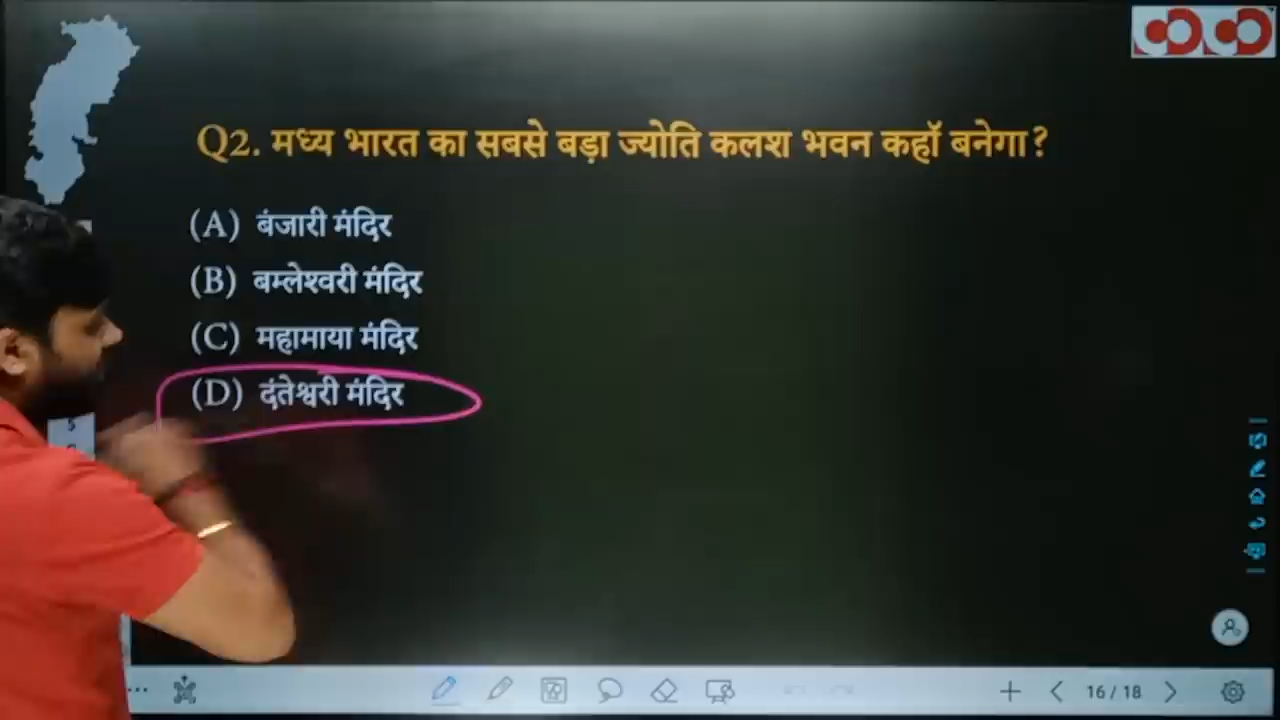 Q2. मध्य भारत का सबसे बड़ा ज्योति कलश भवन कहॉ बनेगा?
(A) बंजारी मंदिर
(B) बम्लेश्वरी मंदिर
(C) महामाया मंदिर
(D) दंतेश्वरी मंदिर
16/18